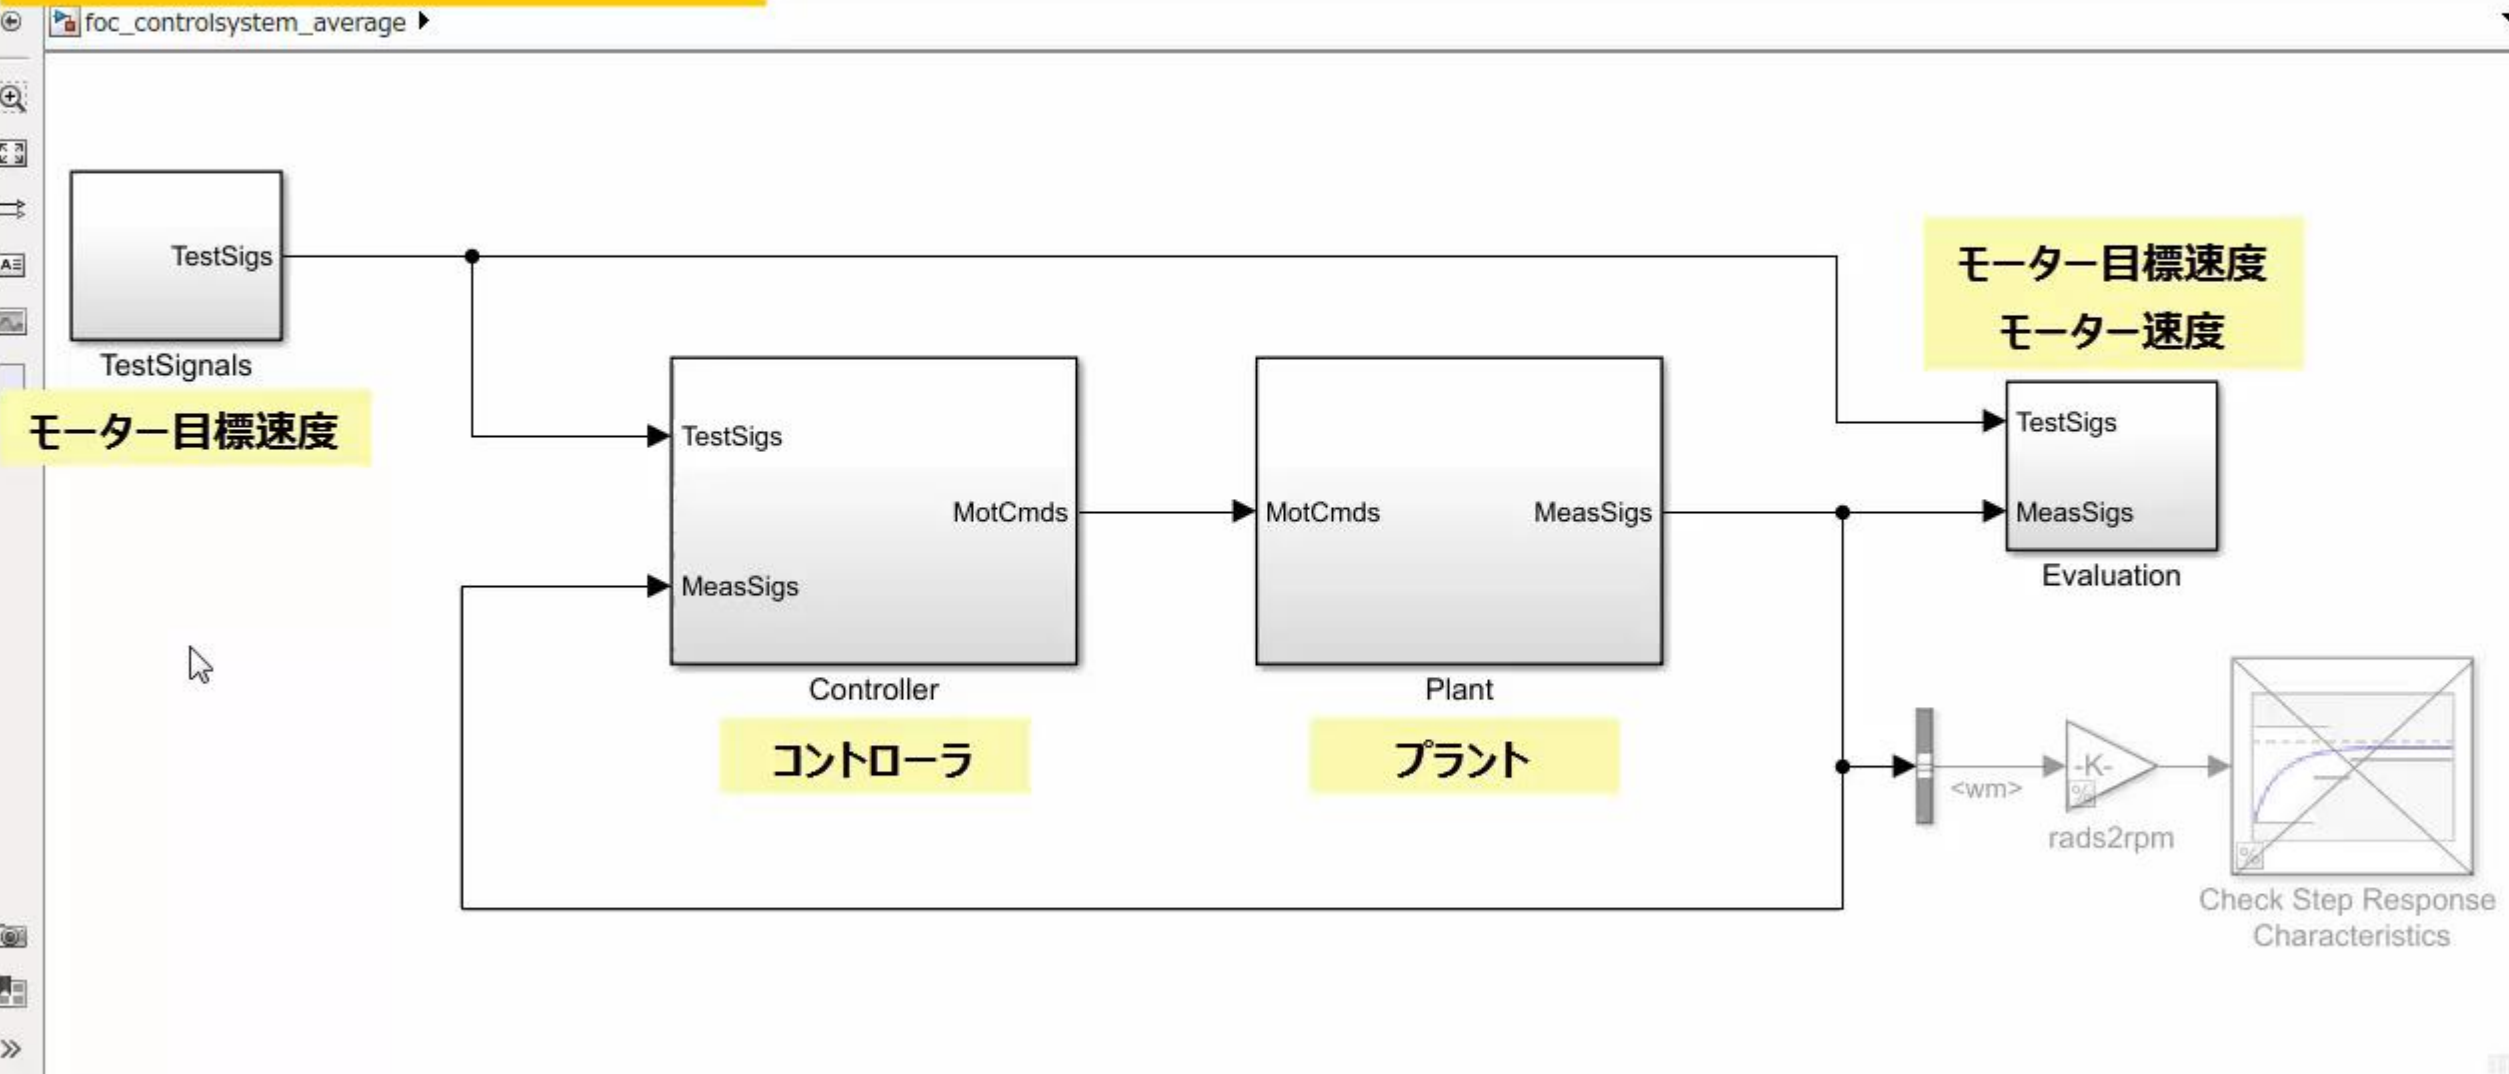 foc_controlsystem_average
TestSigs
TestSignals
モーター目標速度
モーター目標速度
モーター速度
TestSigs
MeasSigs
MotCmds
Controller
コントローラ
MotCmds
MeasSigs
Plant
プラント
TestSigs
MeasSigs
Evaluation
<wm>
-K-
rads2rpm
Check Step Response
Characteristics